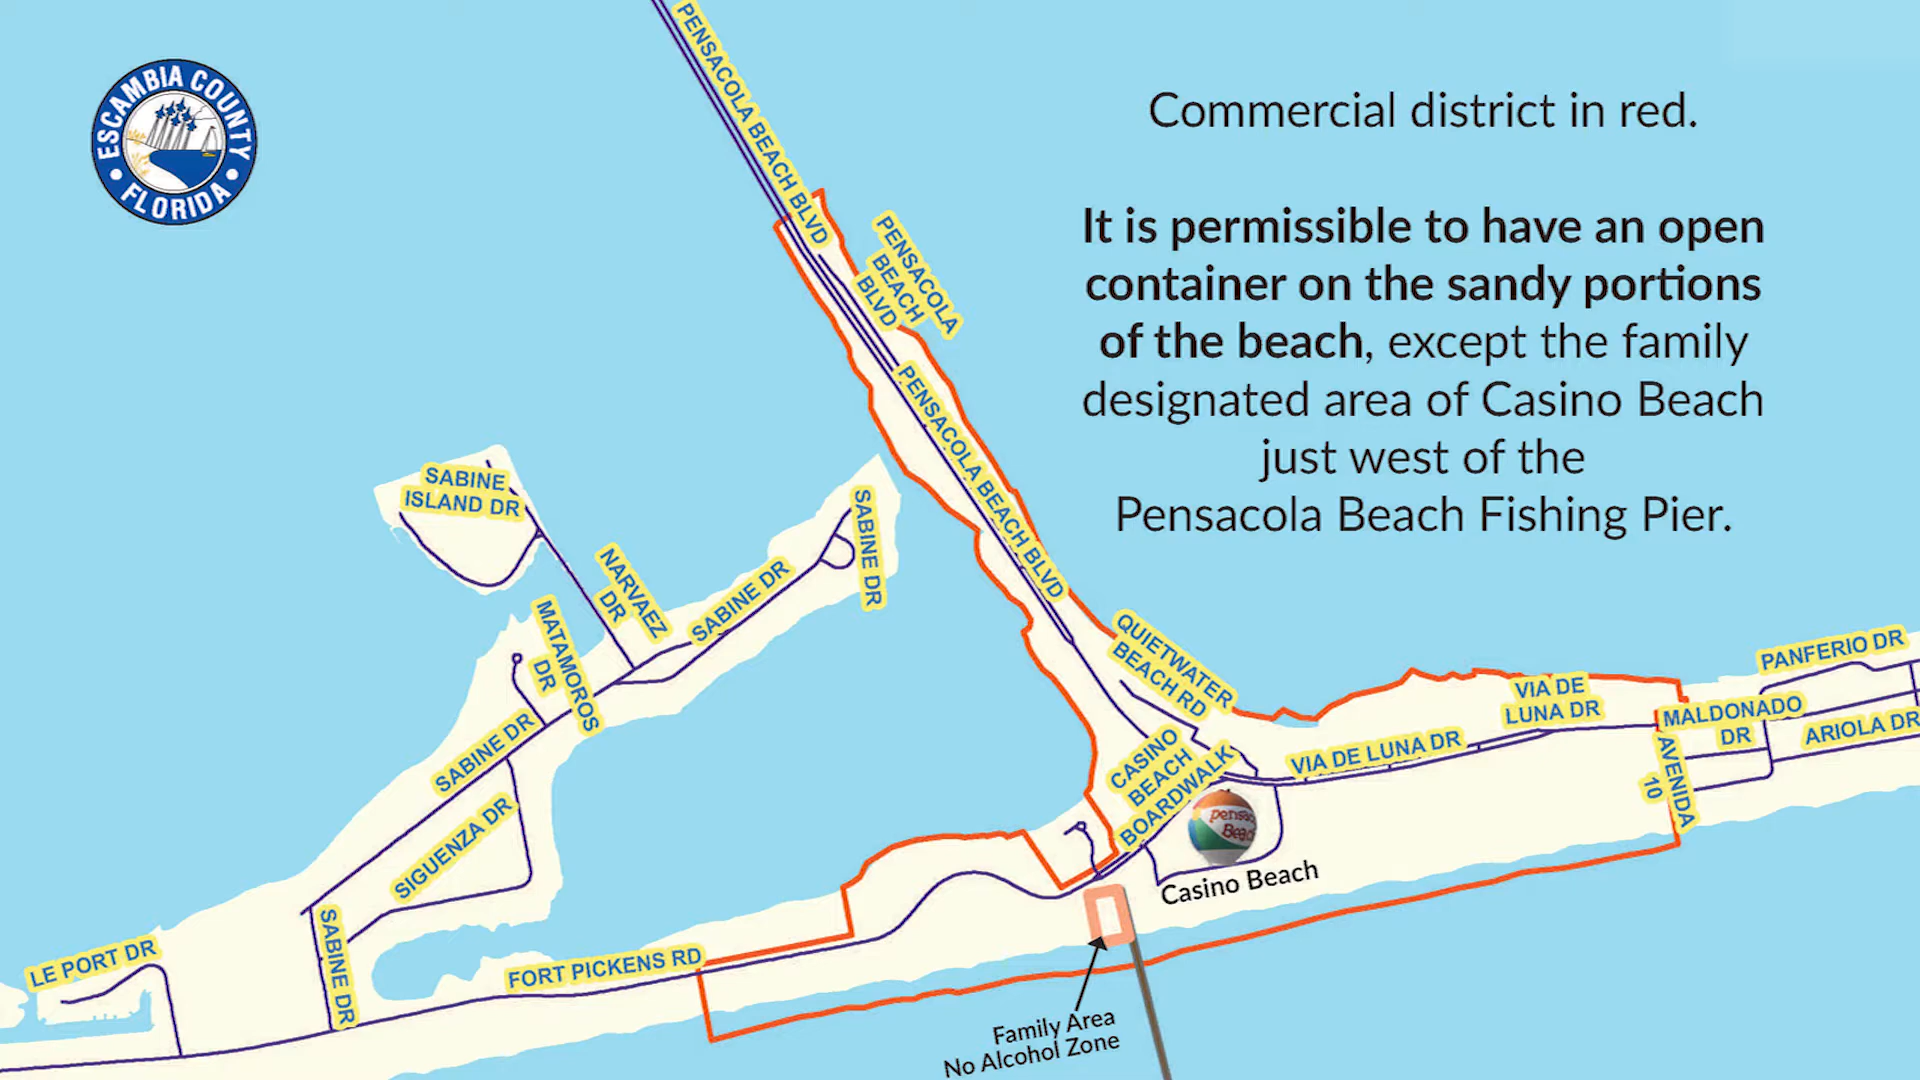 ESCAMBIA COUNTY
FLORIDA
Commercial district in red.
It is permissible to have an open
container on the sandy portions
of the beach, except the family
designated area of Casino Beach
just west of the
Pensacola Beach Fishing Pier.
PENSACOLA BEACH BLVD
PENSACOLA
BEACH
BLVD
PENSACOLA BEACH BLVD
SABINE
ISLAND DR
NARVAEZ
DR
SABINE DR
SABINE DR
MATAMOROS
DR
SABINE DR
SIGUENZA DR
SABINE DR
LE PORT DR
FORT PICKENS RD
QUIETWATER
BEACH RD
CASINO
BEACH
BOARDWALK
VIA DE LUNA DR
VIA DE
LUNA DR
PANFERIO DR
MALDONADO
DR
ARIOLA DR
AVENIDA
10
Casino Beach
Family Area
No Alcohol Zone